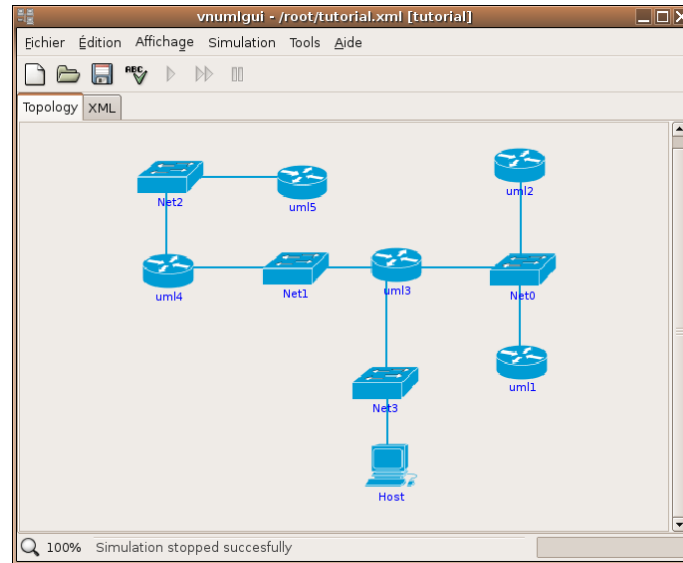 vnumlgui - /root/tutorial.xml [tutorial]
Fichier Édition Affichage Simulation Tools Aide
ABC
Topology XML
uml2
Net2
uml5
uml4
Net1
uml3
Net0
uml1
Net3
Host
100% Simulation stopped succesfully